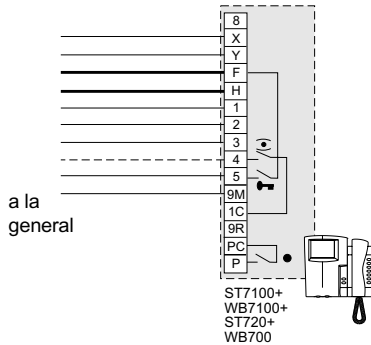 8
X
Y
F
H
1
2
3
4
5
9M
1C
9R
PC
P
a la
general
ST7100+
WB7100+
ST720+
WB700